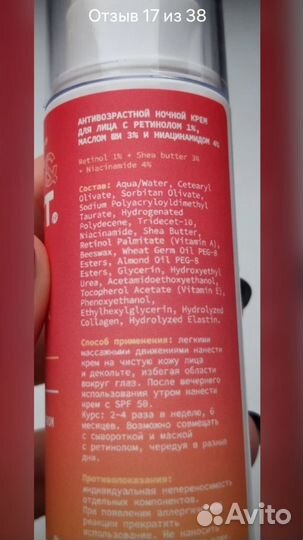 Отзыв 17 из 38
АНТИВОЗРАСТНОЙ НОЧНОЙ КРЕМ
ДЛЯ ЛИЦА С РЕТИНОЛОМ 1%,
МАСЛОМ ШИ 3% И НИАЦИНАМИДОМ 4%
Retinol 1% + Shea butter 3%
+ Niacinamide 4%
Состав: Aqua/Water, Cetearyl
Olivate, Sorbitan Olivate,
Sodium Polyacryloyldimethyl
Taurate, Hydrogenated
Polydecene, Trideceth-10,
Niacinamide, Shea Butter,
Retinol Palmitate (Vitamin A),
Beeswax, Wheat Germ Oil PEG-8
Esters, Almond Oil PEG-8
Esters, Glycerin, Hydroxyethyl
Urea, Acetamidoethoxyethanol,
Tocopherol Acetate (Vitamin E),
Phenoxyethanol,
Ethylhexylglycerin, Hydrolyzed
Collagen, Hydrolyzed Elastin.
Способ применения: легкими
массажными движениями нанести
крем на чистую кожу лица
и декольте, избегая области
вокруг глаз. После вечернего
использования утром нанести
крем с SPF 50.
Курс: 2-4 раза в неделю, 6
месяцев. Возможно совмещать
с сывороткой и маской
с ретинолом, чередуя в разные
дни.
Противопоказания:
индивидуальная непереносимость
отдельных компонентов.
При появлении аллергической
реакции прекратить
использование. Не наносить
Avito